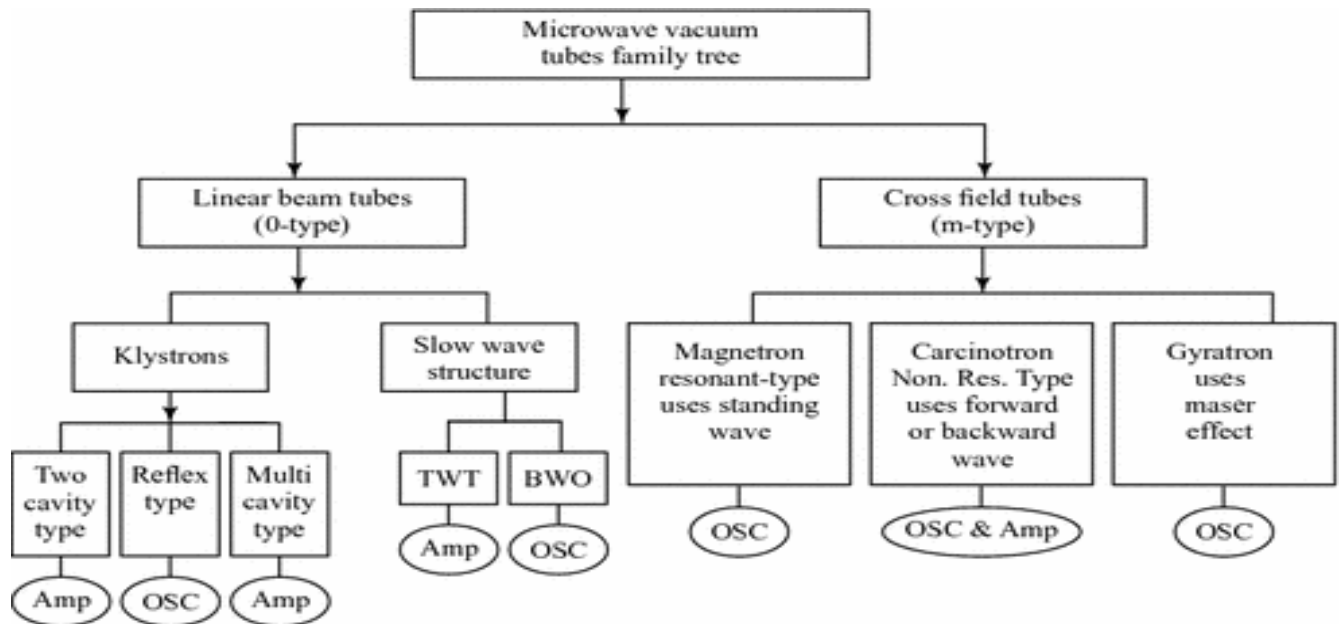 Microwave vacuum
tubes family tree
Linear beam tubes
(0-type)
Cross field tubes
(m-type)
Klystrons
Slow wave
structure
Magnetron
resonant-type
uses standing
wave
Carcinotron
Non. Res. Type
uses forward
or backward
wave
Gyratron
uses
maser
effect
Two
cavity
type
Reflex
type
Multi
cavity
type
TWT
BWO
Amp
OSC
Amp
Amp
OSC
OSC
OSC & Amp
OSC